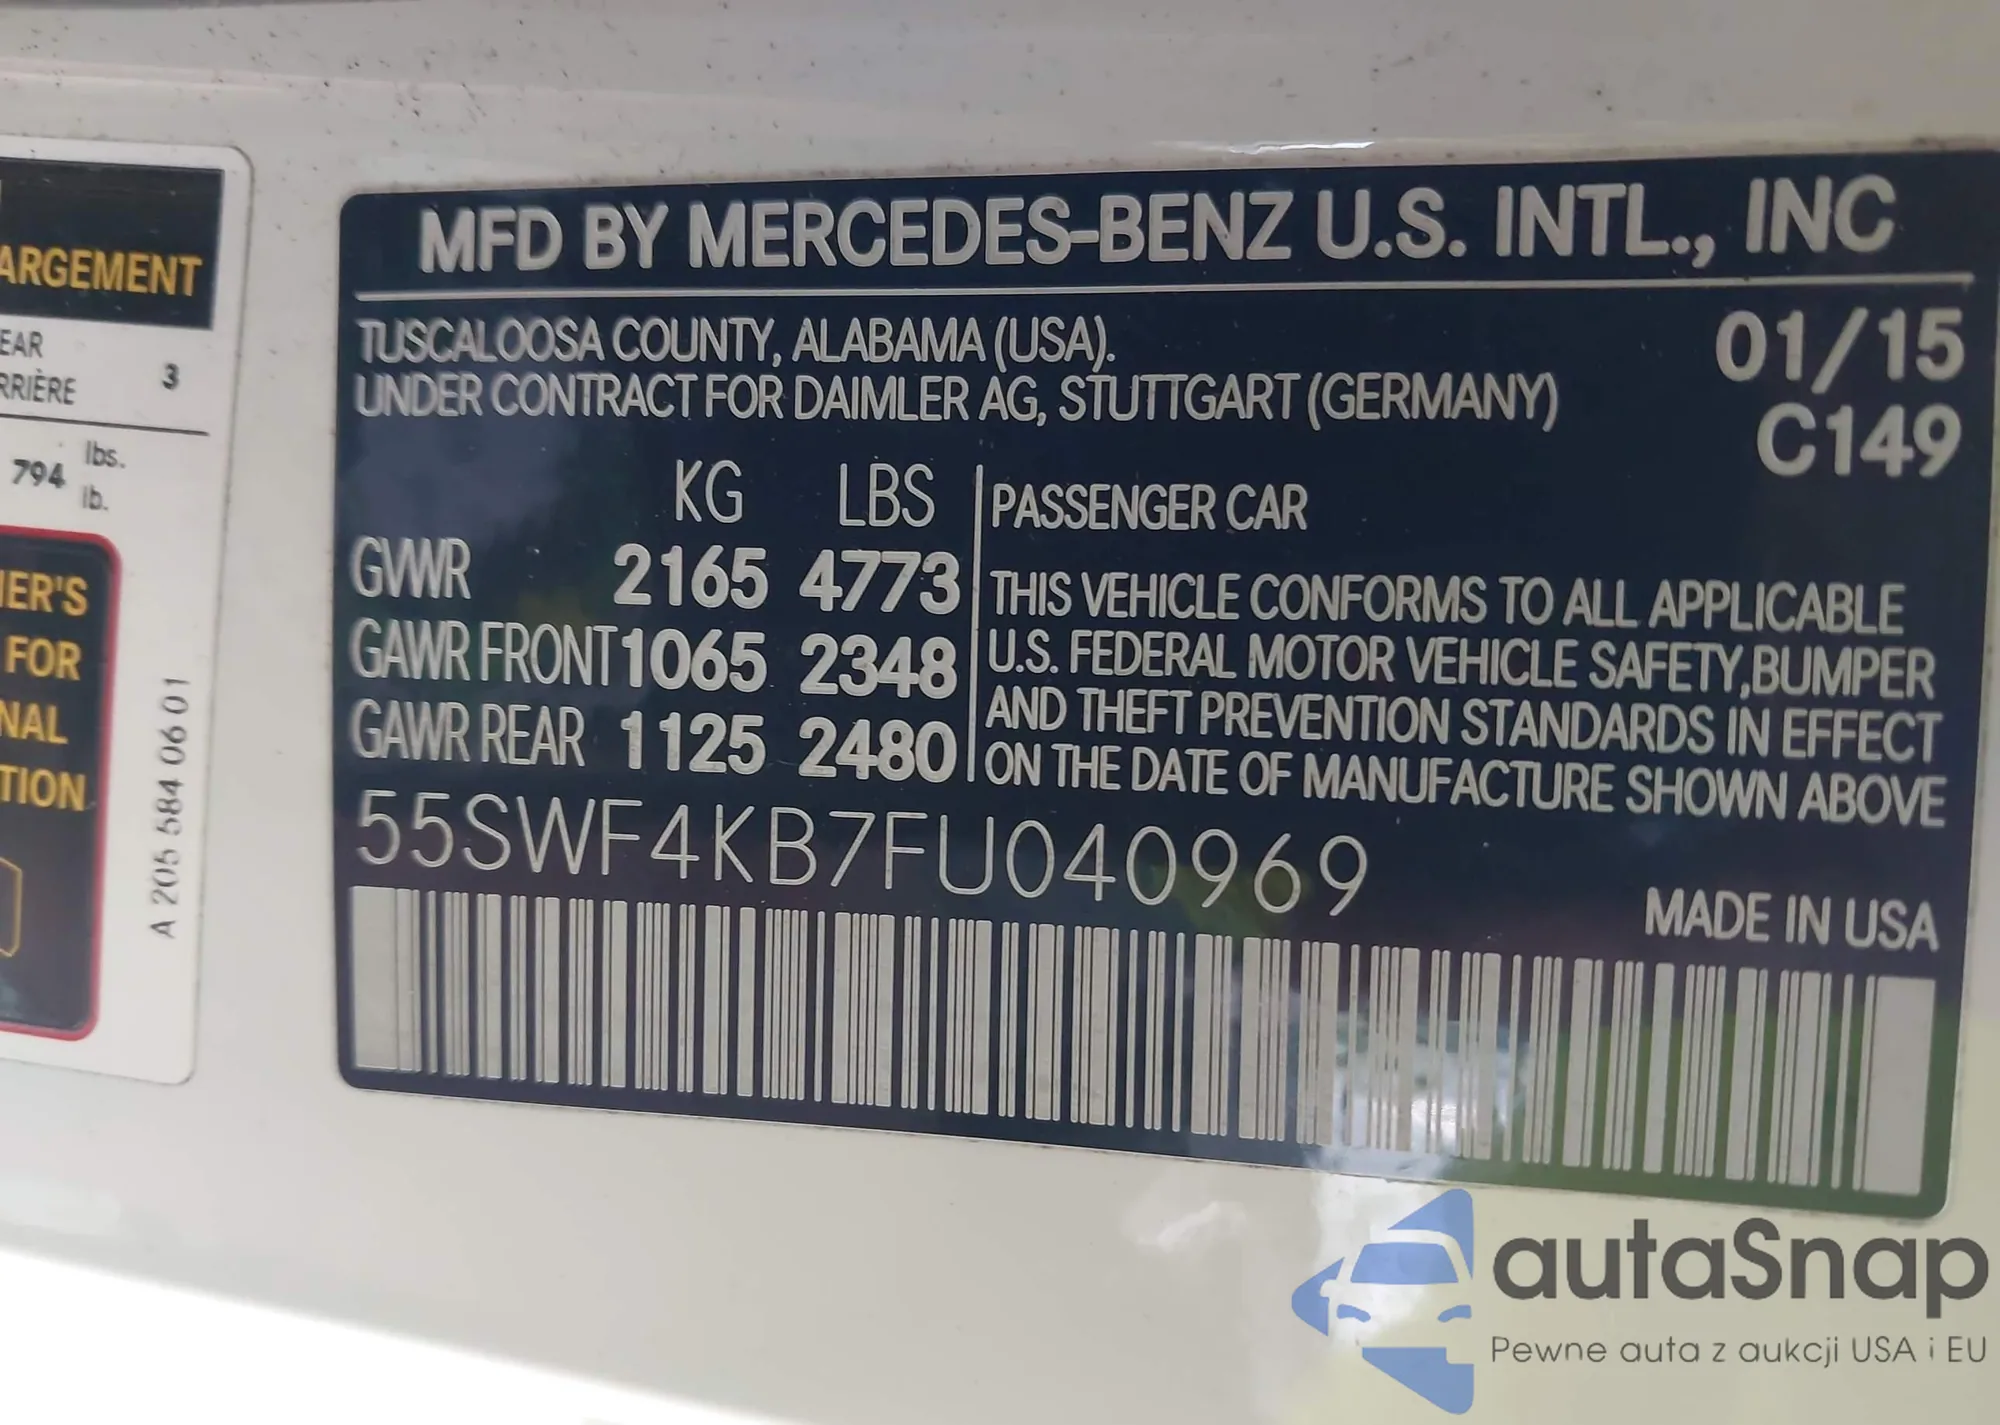 ARGEMENT
EAR
RRIÈRE 3
794 lbs.
lb.
IER'S
FOR
NAL
TION
A 205 584 06 01
MFD BY MERCEDES-BENZ U.S. INTL., INC
TUSCALOOSA COUNTY, ALABAMA (USA).
UNDER CONTRACT FOR DAIMLER AG, STUTTGART (GERMANY)
01/15
C149
KG LBS
GVWR 2165 4773
GAWR FRONT 1065 2348
GAWR REAR 1125 2480
PASSENGER CAR
THIS VEHICLE CONFORMS TO ALL APPLICABLE
U.S. FEDERAL MOTOR VEHICLE SAFETY,BUMPER
AND THEFT PREVENTION STANDARDS IN EFFECT
ON THE DATE OF MANUFACTURE SHOWN ABOVE
55SWF4KB7FU040969
MADE IN USA
autaSnap
Pewne auta z aukcji USA i EU